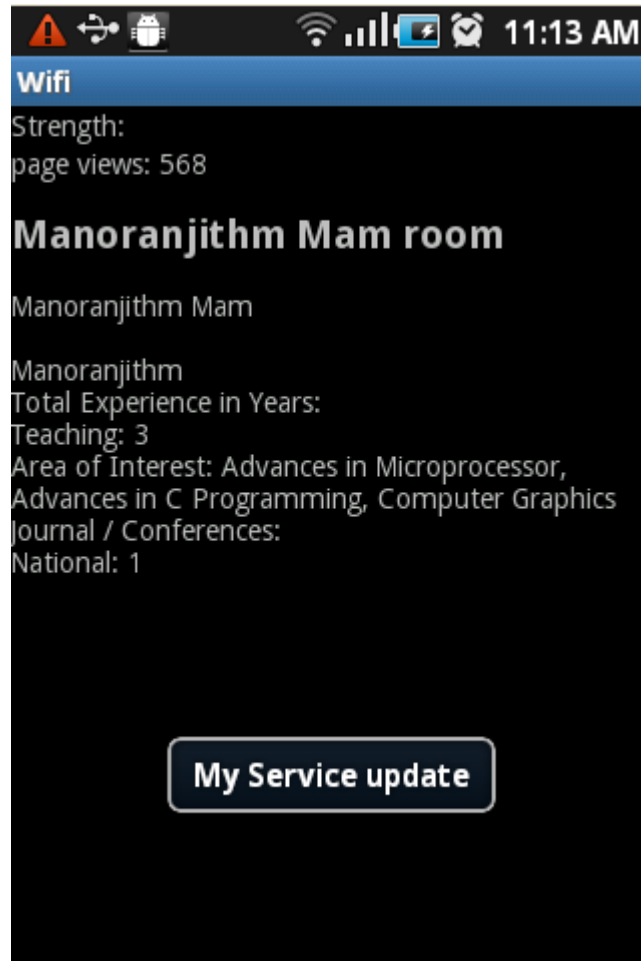 11:13 AM
Wifi
Strength:
page views: 568
Manoranjithm Mam room
Manoranjithm Mam
Manoranjithm
Total Experience in Years:
Teaching: 3
Area of Interest: Advances in Microprocessor,
Advances in C Programming, Computer Graphics
Journal / Conferences:
National: 1
My Service update